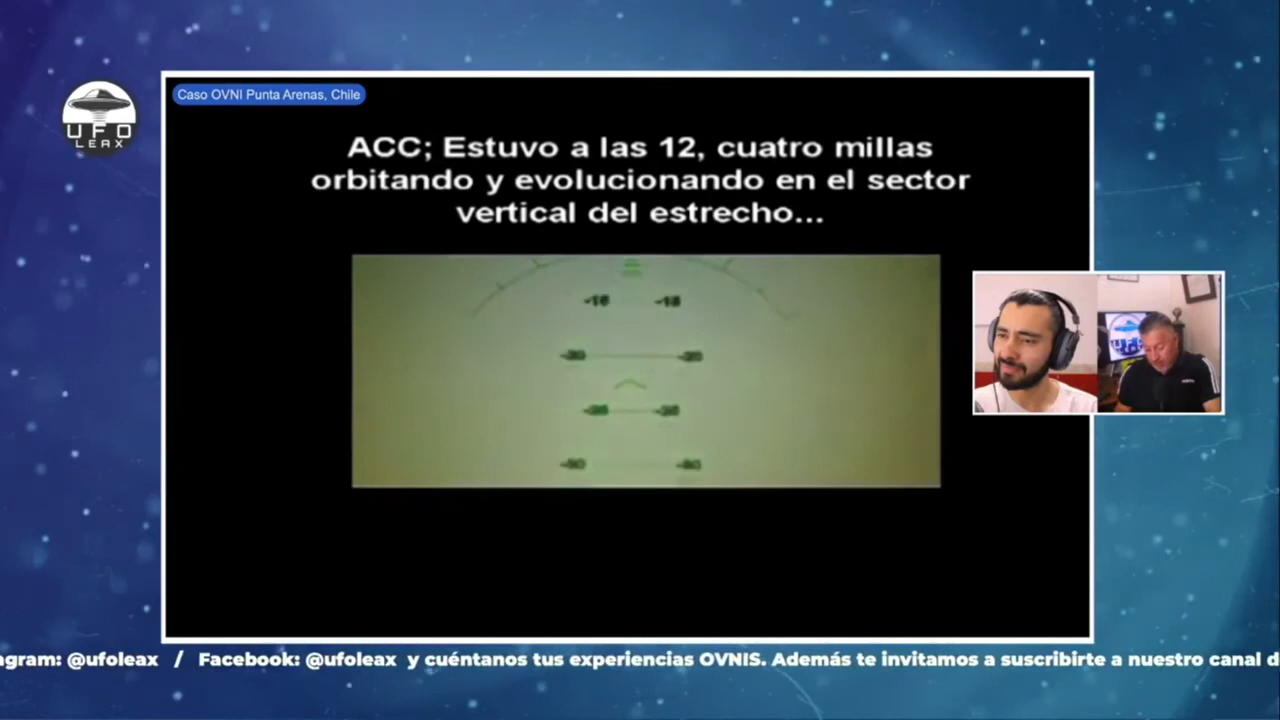 Caso OVNI Punta Arenas, Chile
UFO
LEAX
ACC; Estuvo a las 12, cuatro millas
orbitando y evolucionando en el sector
vertical del estrecho...
agram: @ufoleax / Facebook: @ufoleax y cuéntanos tus experiencias OVNIS. Además te invitamos a suscribirte a nuestro canal d